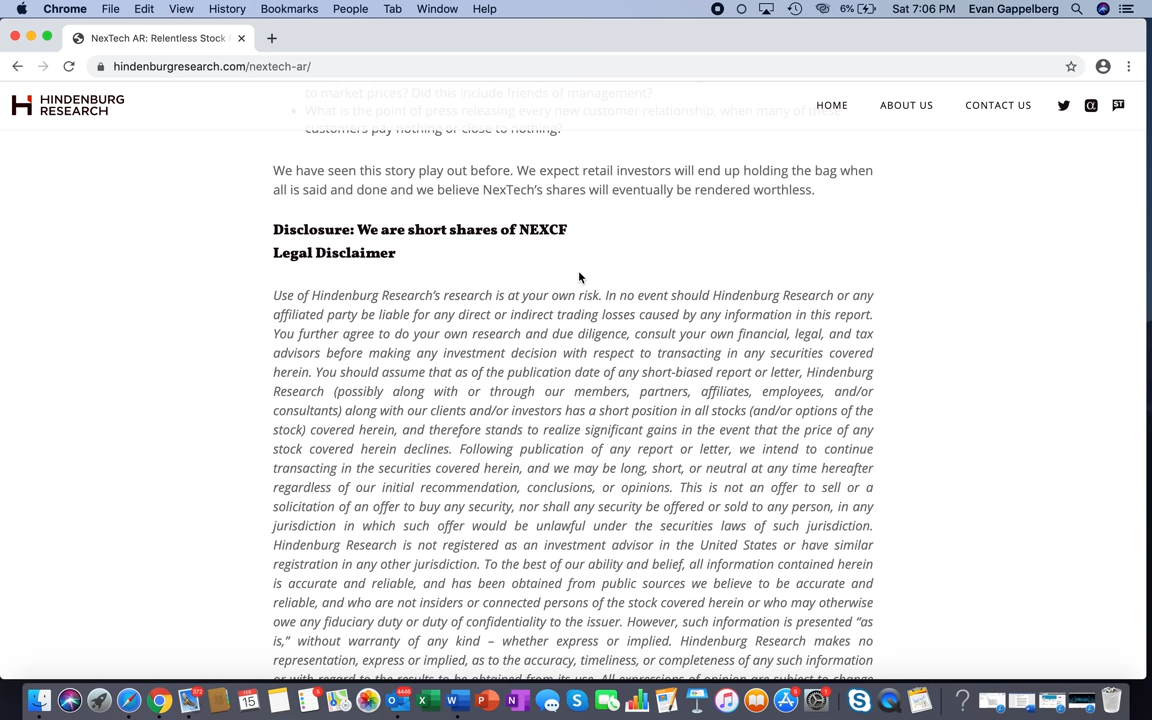 Chrome File Edit View History Bookmarks People Tab Window Help
6% Sat 7:06 PM Evan Gappelberg
NexTech AR: Relentless Stock
hindenburgresearch.com/nextech-ar/
to market prices? Did this include friends of management?
HINDENBURG
RESEARCH
HOME ABOUT US CONTACT US
What is the point of press releasing every new customer relationship, when many of these
customers pay nothing or close to nothing?
We have seen this story play out before. We expect retail investors will end up holding the bag when
all is said and done and we believe NexTech's shares will eventually be rendered worthless.
Disclosure: We are short shares of NEXCF
Legal Disclaimer
Use of Hindenburg Research's research is at your own risk. In no event should Hindenburg Research or any
affiliated party be liable for any direct or indirect trading losses caused by any information in this report.
You further agree to do your own research and due diligence, consult your own financial, legal, and tax
advisors before making any investment decision with respect to transacting in any securities covered
herein. You should assume that as of the publication date of any short-biased report or letter, Hindenburg
Research (possibly along with or through our members, partners, affiliates, employees, and/or
consultants) along with our clients and/or investors has a short position in all stocks (and/or options of the
stock) covered herein, and therefore stands to realize significant gains in the event that the price of any
stock covered herein declines. Following publication of any report or letter, we intend to continue
transacting in the securities covered herein, and we may be long, short, or neutral at any time hereafter
regardless of our initial recommendation, conclusions, or opinions. This is not an offer to sell or a
solicitation of an offer to buy any security, nor shall any security be offered or sold to any person, in any
jurisdiction in which such offer would be unlawful under the securities laws of such jurisdiction.
Hindenburg Research is not registered as an investment advisor in the United States or have similar
registration in any other jurisdiction. To the best of our ability and belief, all information contained herein
is accurate and reliable, and has been obtained from public sources we believe to be accurate and
reliable, and who are not insiders or connected persons of the stock covered herein or who may otherwise
owe any fiduciary duty or duty of confidentiality to the issuer. However, such information is presented “as
is,” without warranty of any kind – whether express or implied. Hindenburg Research makes no
representation, express or implied, as to the accuracy, timeliness, or completeness of any such information
or with regard to the results to be obtained from its use. All expressions of opinion are subject to change